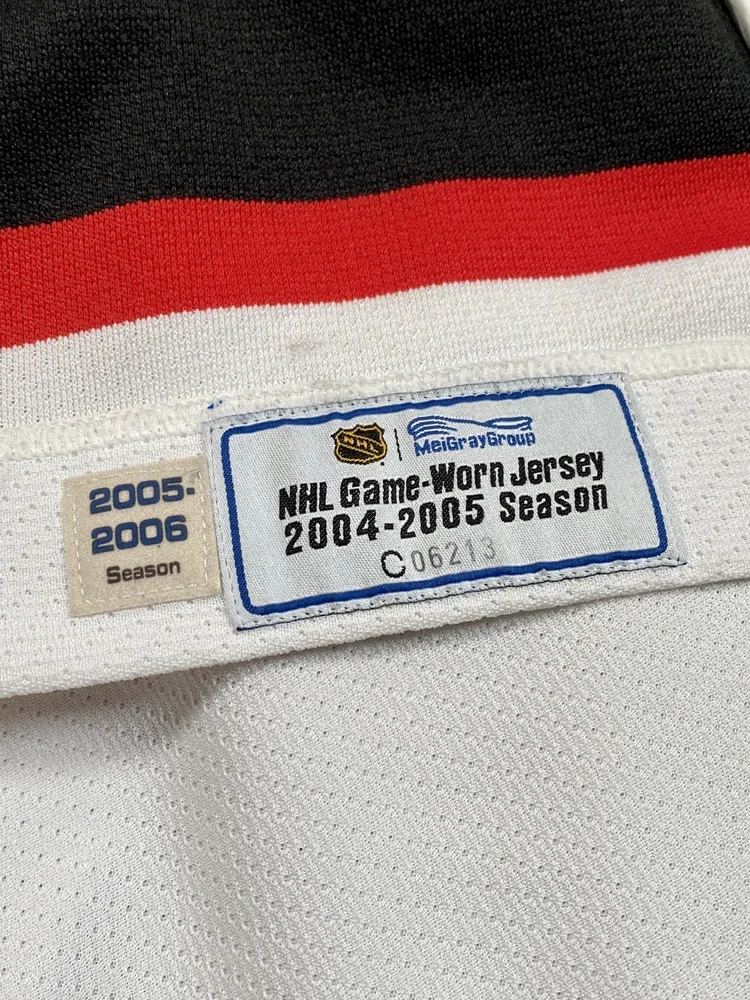 2005-
2006
Season
NHL | MeiGrayGroup
NHL Game-Worn Jersey
2004-2005 Season
C06213